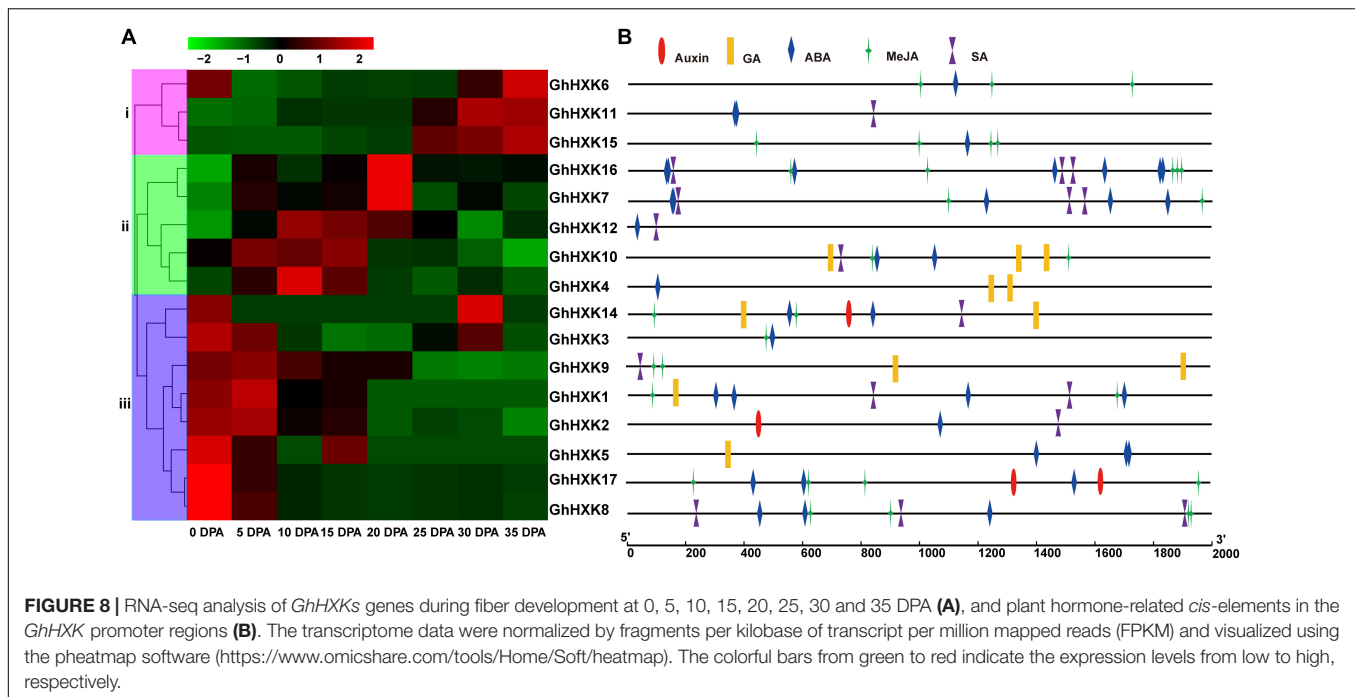 A
B
−2 −1 0 1 2
Auxin GA ABA MeJA SA
i
ii
iii
GhHXK6
GhHXK11
GhHXK15
GhHXK16
GhHXK7
GhHXK12
GhHXK10
GhHXK4
GhHXK14
GhHXK3
GhHXK9
GhHXK1
GhHXK2
GhHXK5
GhHXK17
GhHXK8
0 DPA 5 DPA 10 DPA 15 DPA 20 DPA 25 DPA 30 DPA 35 DPA
5' 3'
0 200 400 600 800 1000 1200 1400 1600 1800 2000
FIGURE 8 | RNA-seq analysis of GhHXKs genes during fiber development at 0, 5, 10, 15, 20, 25, 30 and 35 DPA (A), and plant hormone-related cis-elements in the
GhHXK promoter regions (B). The transcriptome data were normalized by fragments per kilobase of transcript per million mapped reads (FPKM) and visualized using
the pheatmap software (https://www.omicshare.com/tools/Home/Soft/heatmap). The colorful bars from green to red indicate the expression levels from low to high,
respectively.